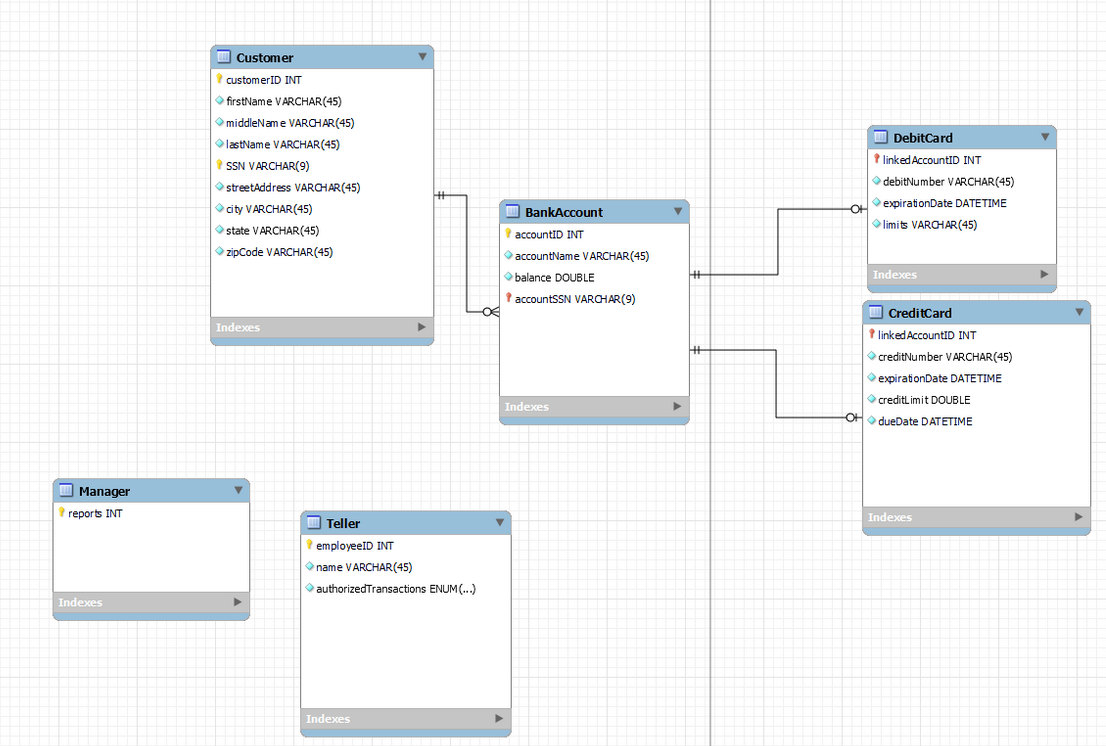 Customer
customerID INT
firstName VARCHAR(45)
middleName VARCHAR(45)
lastName VARCHAR(45)
SSN VARCHAR(9)
streetAddress VARCHAR(45)
city VARCHAR(45)
state VARCHAR(45)
zipCode VARCHAR(45)
Indexes
BankAccount
accountID INT
accountName VARCHAR(45)
balance DOUBLE
accountSSN VARCHAR(9)
Indexes
DebitCard
linkedAccountID INT
debitNumber VARCHAR(45)
expirationDate DATETIME
limits VARCHAR(45)
Indexes
CreditCard
linkedAccountID INT
creditNumber VARCHAR(45)
expirationDate DATETIME
creditLimit DOUBLE
dueDate DATETIME
Indexes
Manager
reports INT
Indexes
Teller
employeeID INT
name VARCHAR(45)
authorizedTransactions ENUM(...)
Indexes